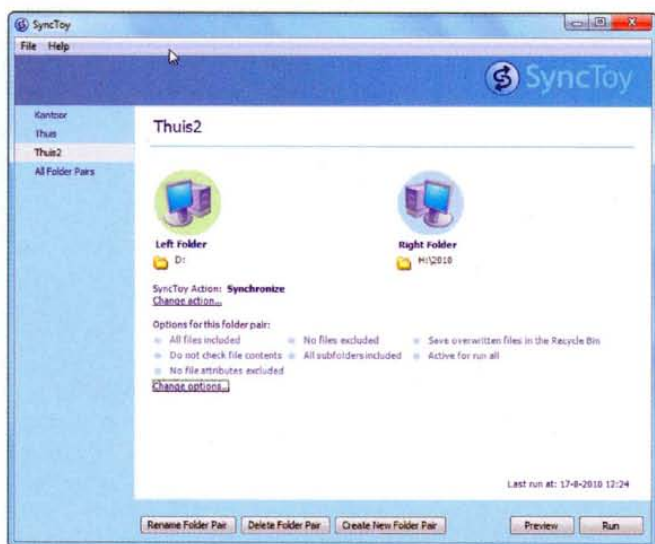 SyncToy
File Help
SyncToy
Kantoor
Thuis
Thuis2
All Folder Pairs
Thuis2
Left Folder
D:
Right Folder
H:\2010
SyncToy Action: Synchronize
Change action...
Options for this folder pair:
All files included No files excluded Save overwritten files in the Recycle Bin
Do not check file contents All subfolders included Active for run all
No file attributes excluded
Change options...
Last run at: 17-8-2010 12:24
Rename Folder Pair Delete Folder Pair Create New Folder Pair Preview Run